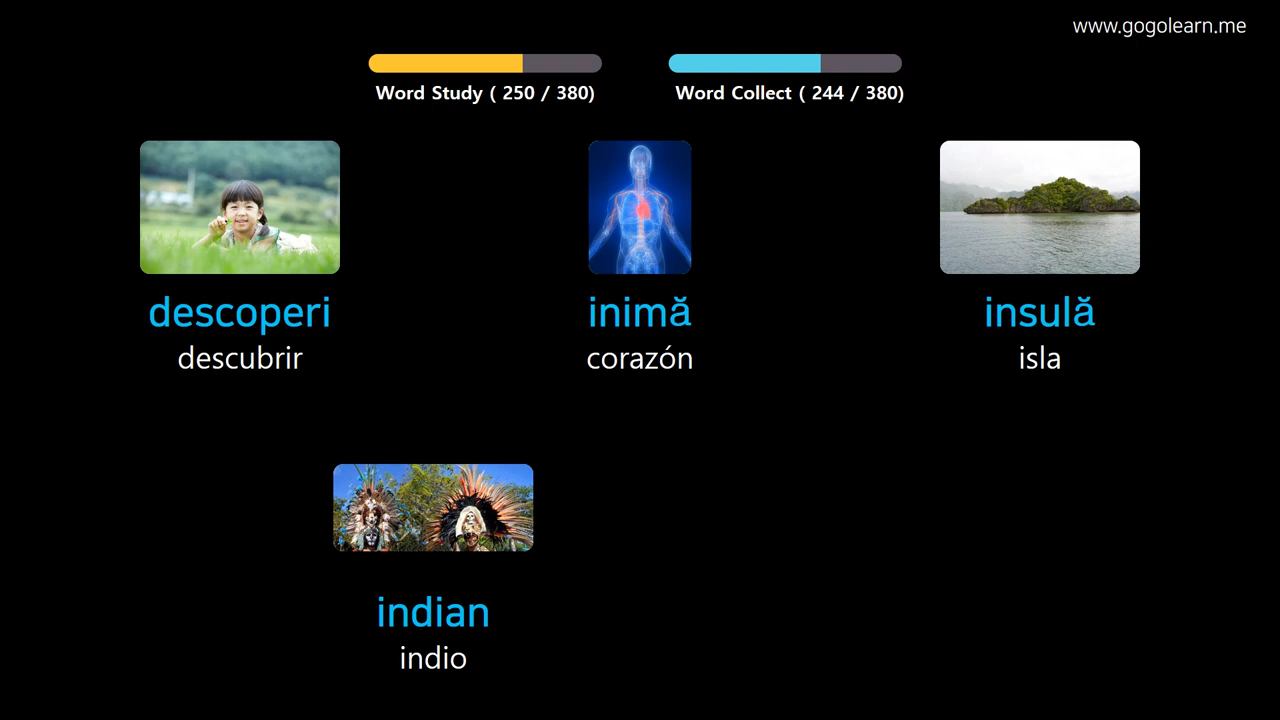 www.gogolearn.me
Word Study ( 250 / 380)
Word Collect ( 244 / 380)
descoperi
descubrir
inimă
corazón
insulă
isla
indian
indio